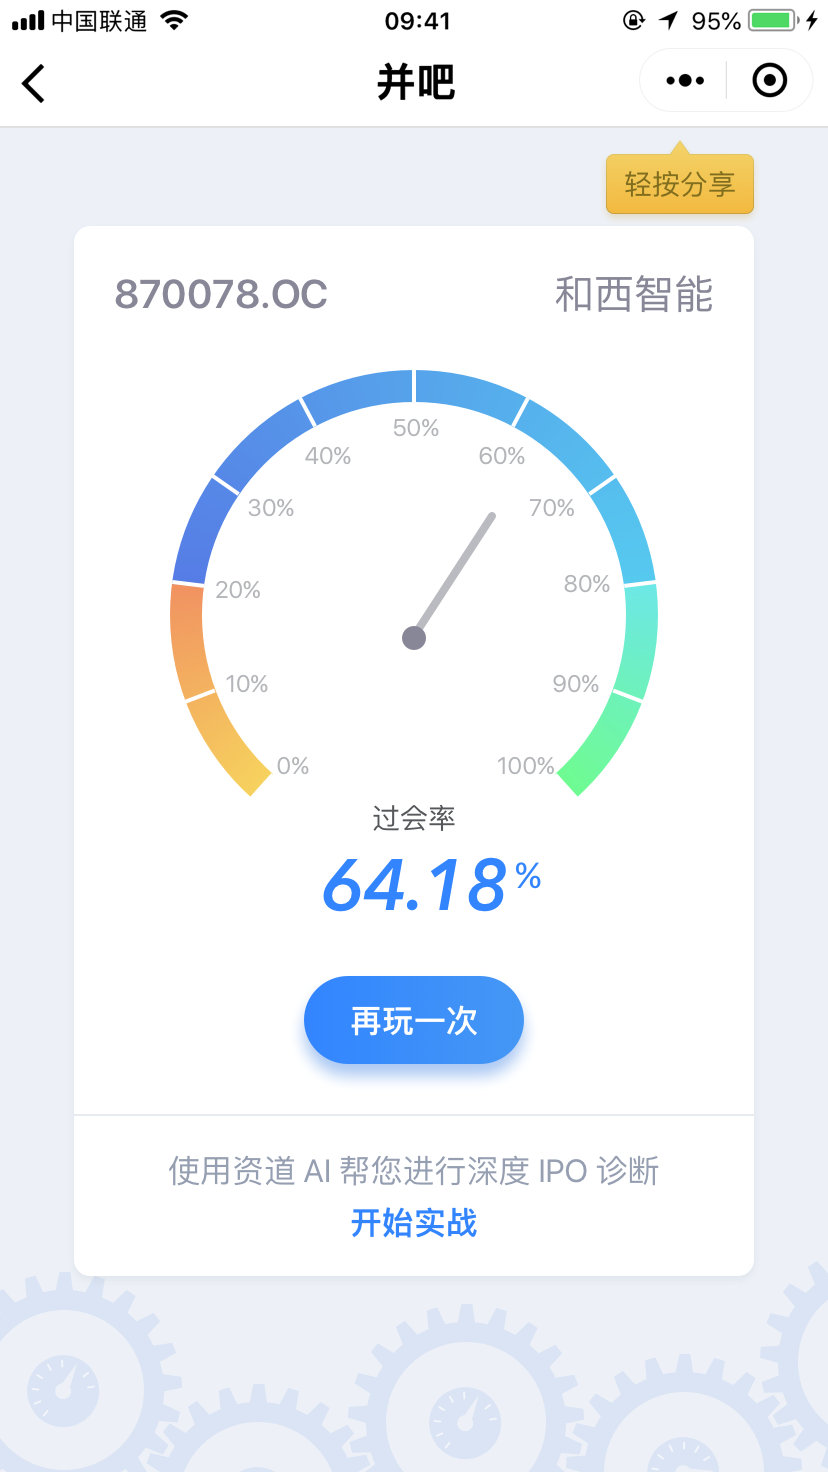 中国联通 09:41 95%
并吧
轻按分享
870078.OC 和西智能
50%
40% 60%
30% 70%
20% 80%
10% 90%
0% 100%
过会率
64.18%
再玩一次
使用资道 AI 帮您进行深度 IPO 诊断
开始实战